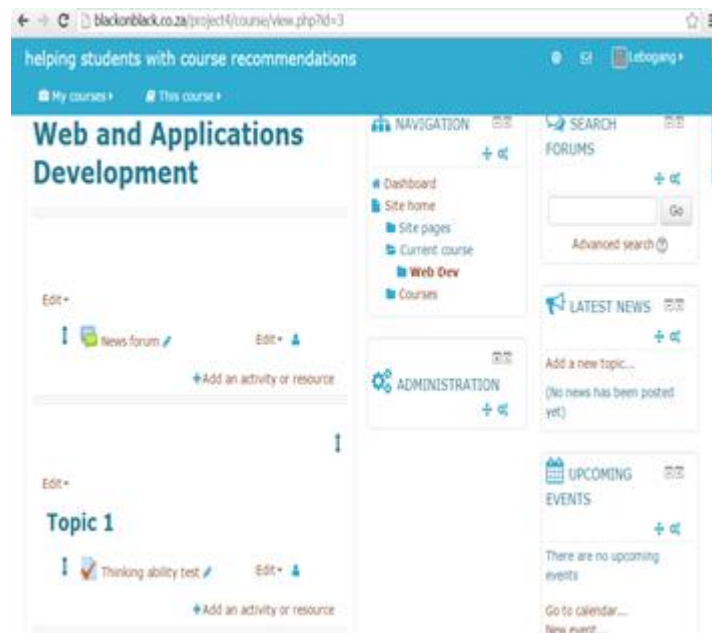 blackonblack.co.za/project4/course/view.php?id=3
helping students with course recommendations
Lebogang
My courses
This course
Web and Applications
Development
Edit
News forum
Edit
+Add an activity or resource
Edit
Topic 1
Thinking ability test
Edit
+Add an activity or resource
NAVIGATION
Dashboard
Site home
Site pages
Current course
Web Dev
Courses
ADMINISTRATION
SEARCH
FORUMS
Go
Advanced search
LATEST NEWS
Add a new topic...
(No news has been posted
yet)
UPCOMING
EVENTS
There are no upcoming
events
Go to calendar...
New event...